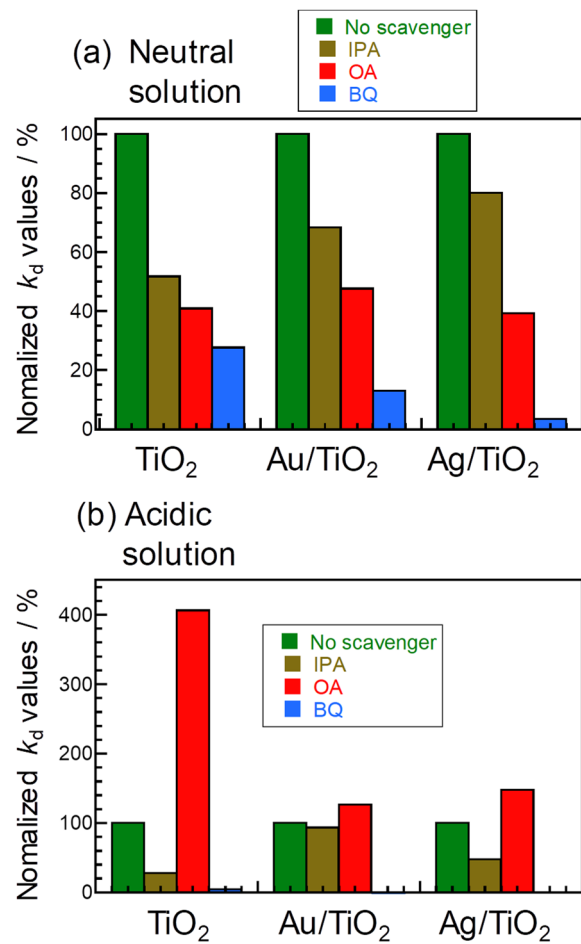 (a) Neutral
solution
No scavenger
IPA
OA
BQ
Nomalized kd values / %
100
80
60
40
20
0
TiO2 Au/TiO2 Ag/TiO2
(b) Acidic
solution
No scavenger
IPA
OA
BQ
Normalized kd values / %
400
300
200
100
0
TiO2 Au/TiO2 Ag/TiO2